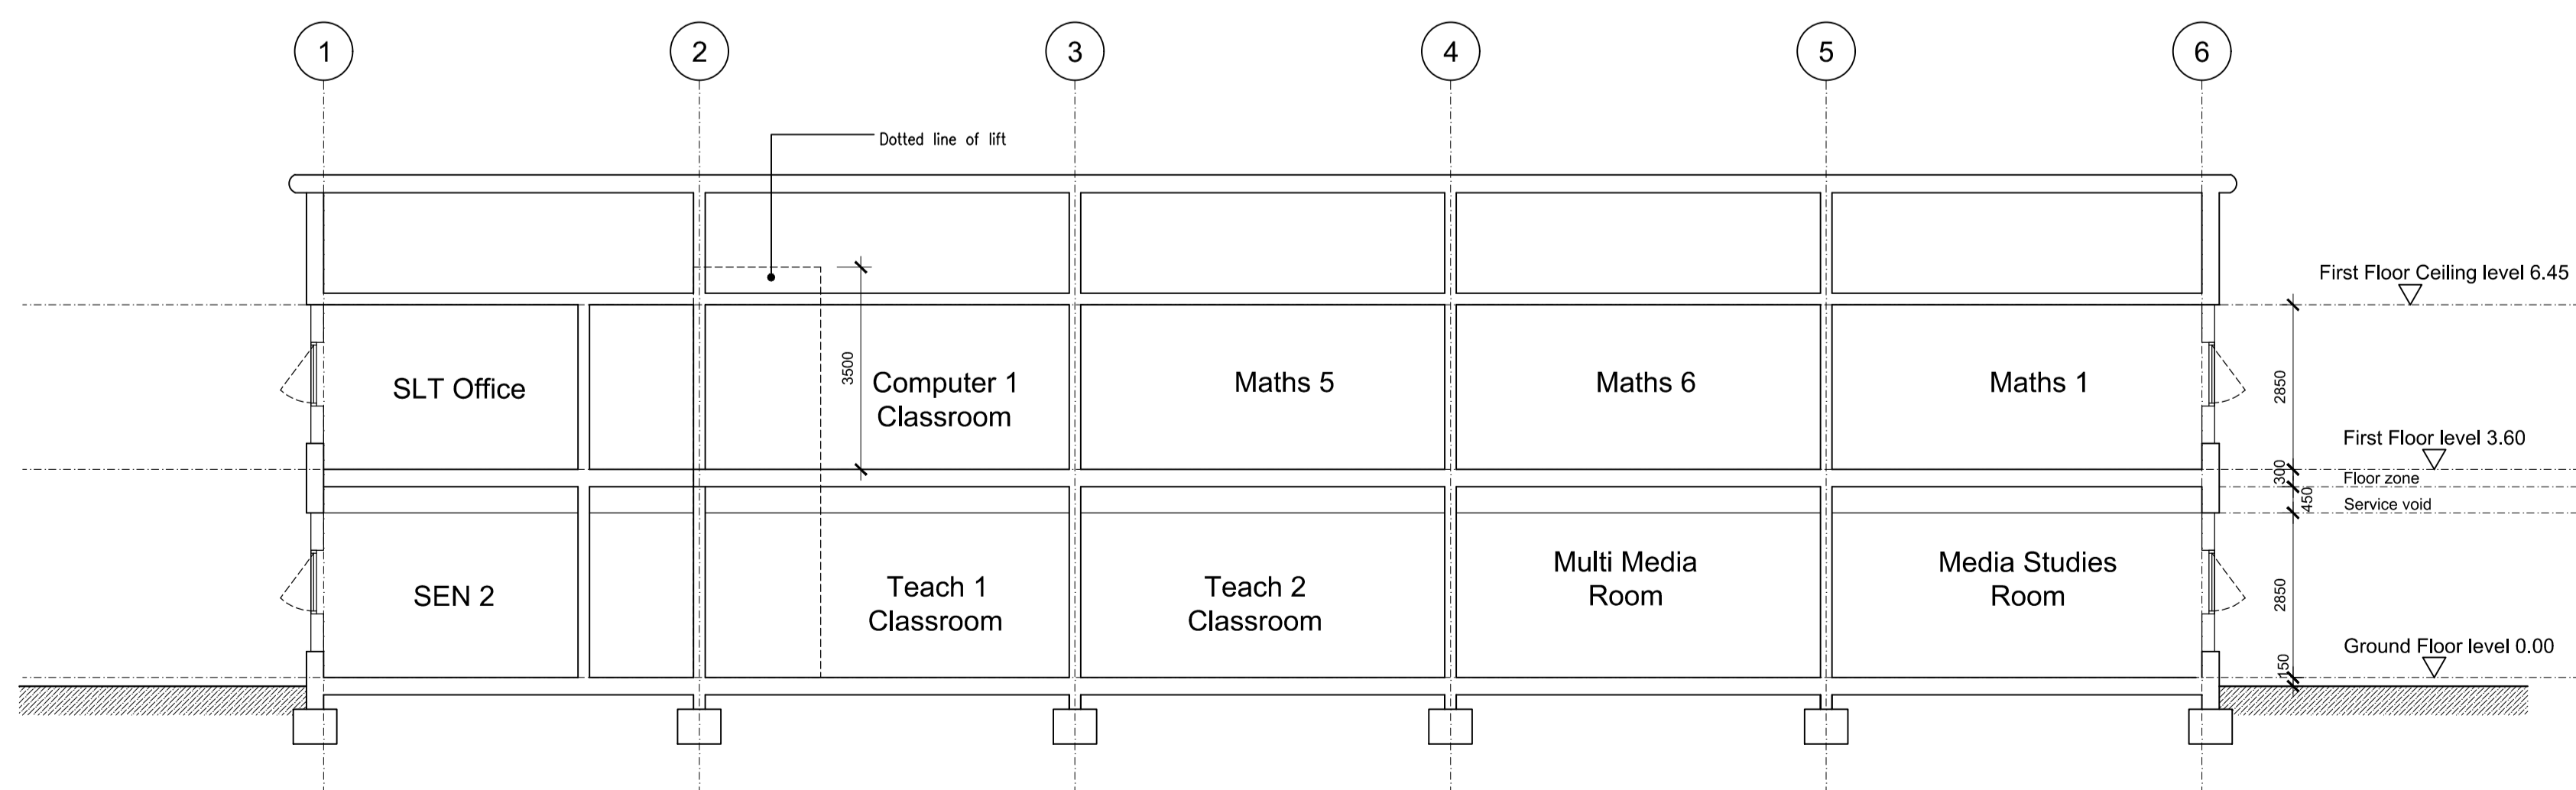 1
2
3
4
5
6
Dotted line of lift
First Floor Ceiling level 6.45
3500
2850
SLT Office
Computer 1
Classroom
Maths 5
Maths 6
Maths 1
First Floor level 3.60
300
Floor zone
450
Service void
SEN 2
Teach 1
Classroom
Teach 2
Classroom
Multi Media
Room
Media Studies
Room
2850
Ground Floor level 0.00
150